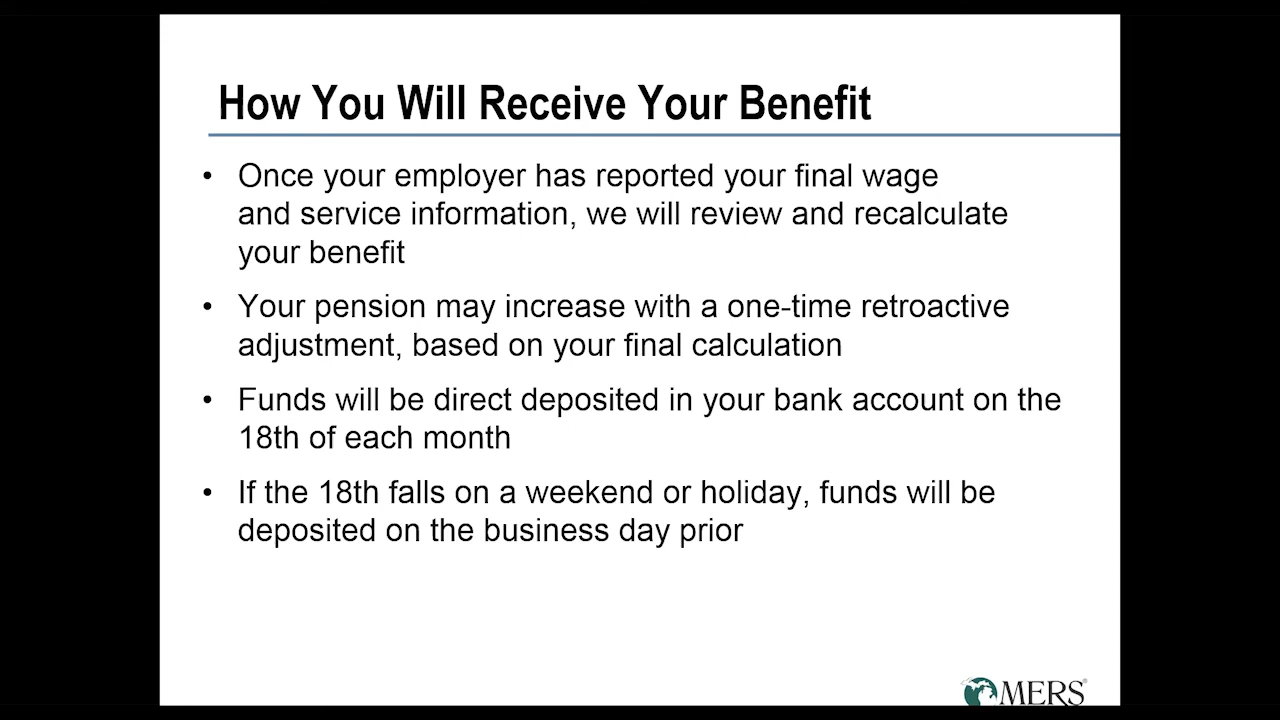 How You Will Receive Your Benefit
• Once your employer has reported your final wage
and service information, we will review and recalculate
your benefit
• Your pension may increase with a one-time retroactive
adjustment, based on your final calculation
• Funds will be direct deposited in your bank account on the
18th of each month
• If the 18th falls on a weekend or holiday, funds will be
deposited on the business day prior
MERS®